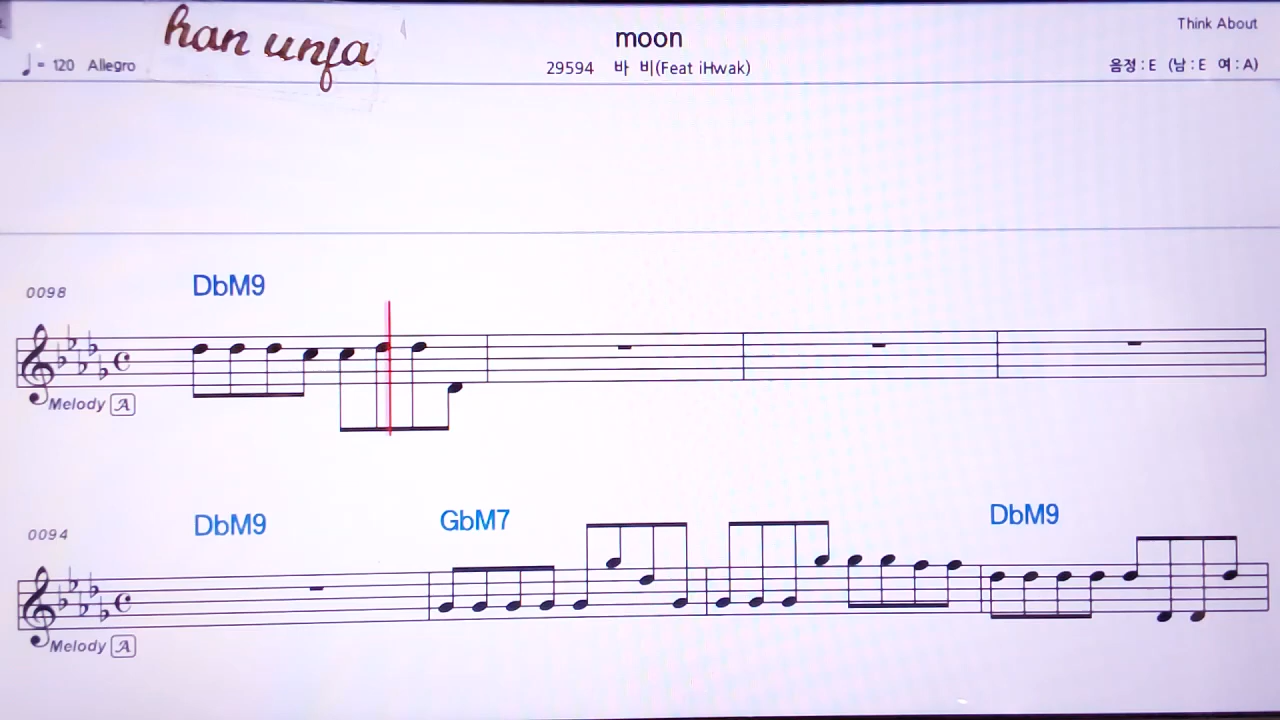 han unja
moon
Think About
♩ = 120 Allegro
29594 바 비(Feat iHwak)
음정 : E (남 : E 여 : A)
0098
DbM9
Melody A
0094
DbM9 GbM7 DbM9
Melody A